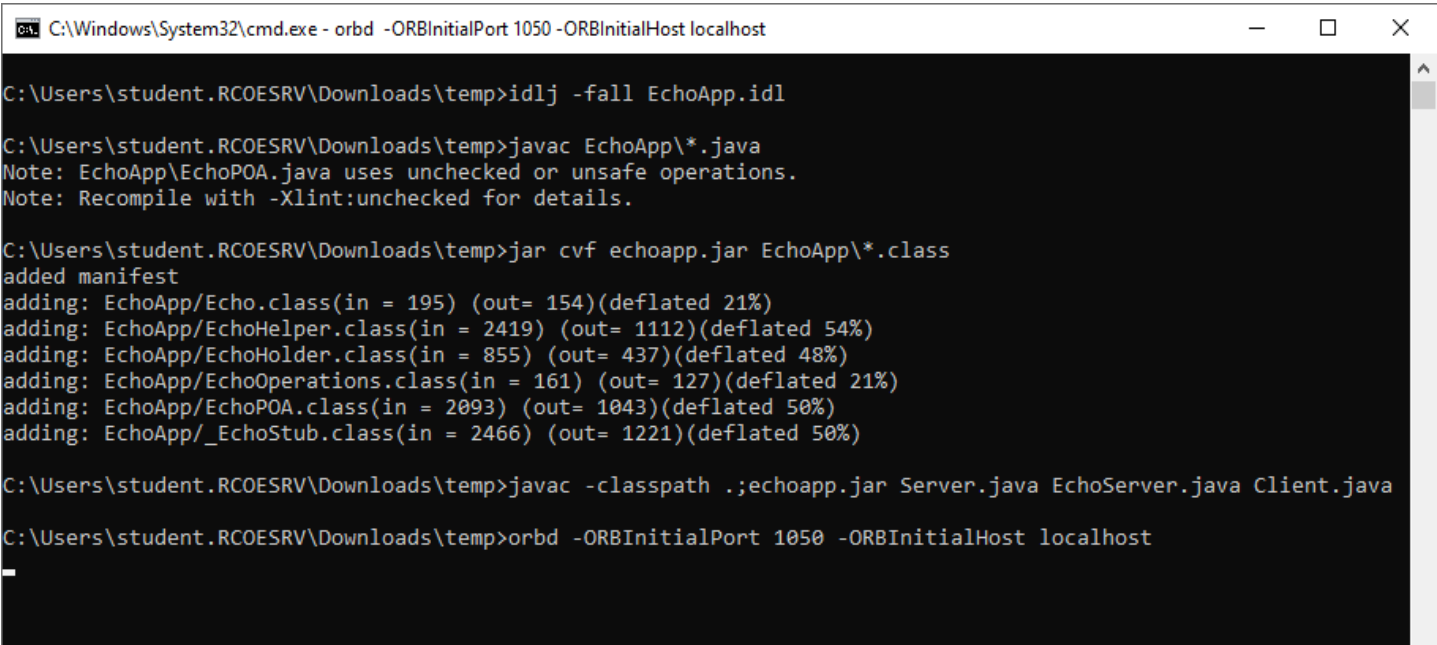 C:\Windows\System32\cmd.exe - orbd  -ORBInitialPort 1050 -ORBInitialHost localhost
C:\Users\student.RCOESRV\Downloads\temp>idlj -fall EchoApp.idl
C:\Users\student.RCOESRV\Downloads\temp>javac EchoApp\*.java
Note: EchoApp\EchoPOA.java uses unchecked or unsafe operations.
Note: Recompile with -Xlint:unchecked for details.
C:\Users\student.RCOESRV\Downloads\temp>jar cvf echoapp.jar EchoApp\*.class
added manifest
adding: EchoApp/Echo.class(in = 195) (out= 154)(deflated 21%)
adding: EchoApp/EchoHelper.class(in = 2419) (out= 1112)(deflated 54%)
adding: EchoApp/EchoHolder.class(in = 855) (out= 437)(deflated 48%)
adding: EchoApp/EchoOperations.class(in = 161) (out= 127)(deflated 21%)
adding: EchoApp/EchoPOA.class(in = 2093) (out= 1043)(deflated 50%)
adding: EchoApp/_EchoStub.class(in = 2466) (out= 1221)(deflated 50%)
C:\Users\student.RCOESRV\Downloads\temp>javac -classpath .;echoapp.jar Server.java EchoServer.java Client.java
C:\Users\student.RCOESRV\Downloads\temp>orbd -ORBInitialPort 1050 -ORBInitialHost localhost